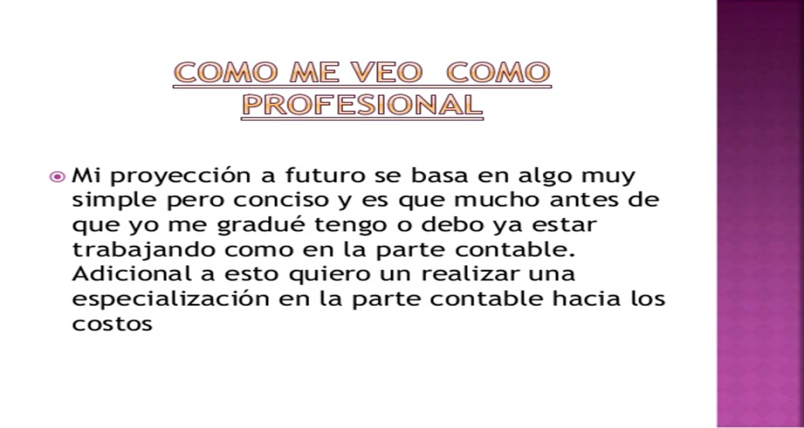 COMO ME VEO COMO
PROFESIONAL
Mi proyección a futuro se basa en algo muy
simple pero conciso y es que mucho antes de
que yo me gradué tengo o debo ya estar
trabajando como en la parte contable.
Adicional a esto quiero un realizar una
especialización en la parte contable hacia los
costos